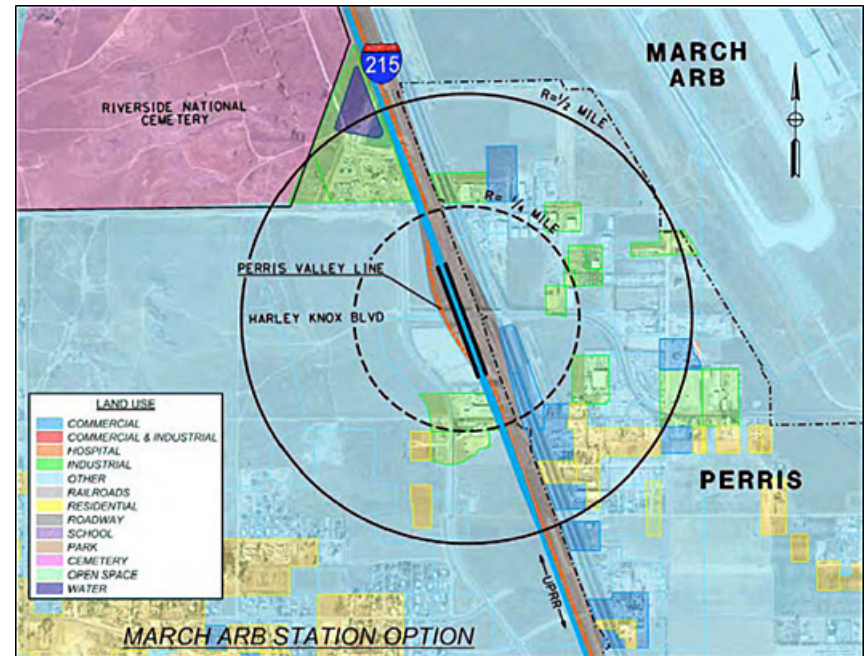 INTERSTATE
215
MARCH
ARB
RIVERSIDE NATIONAL
CEMETERY
R=1/2 MILE
R= 1/4 MILE
PERRIS VALLEY LINE
HARLEY KNOX BLVD
LAND USE
COMMERCIAL
COMMERCIAL & INDUSTRIAL
HOSPITAL
INDUSTRIAL
OTHER
RAILROADS
RESIDENTIAL
ROADWAY
SCHOOL
PARK
CEMETERY
OPEN SPACE
WATER
PERRIS
UPRR
MARCH ARB STATION OPTION